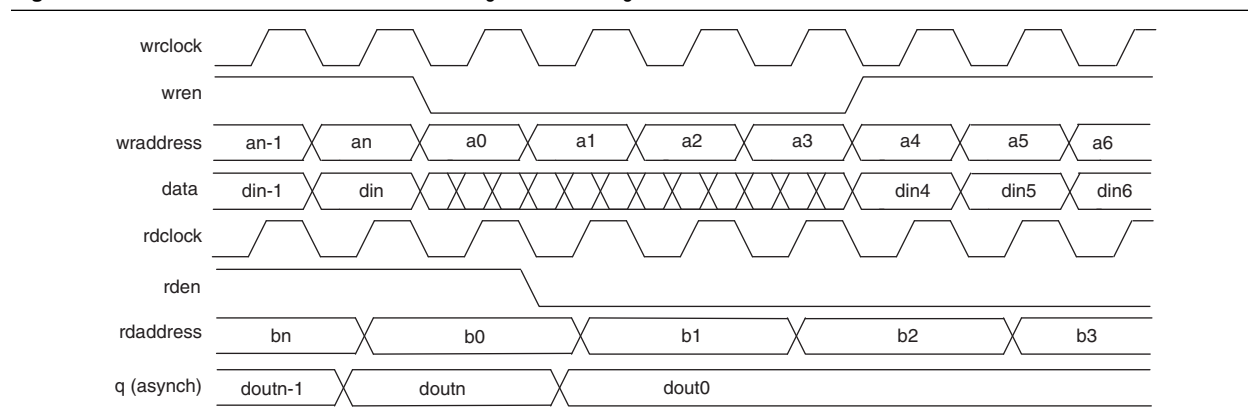 wrclock
wren
wraddress an-1 an a0 a1 a2 a3 a4 a5 a6
data din-1 din din4 din5 din6
rdclock
rden
rdaddress bn b0 b1 b2 b3
q (asynch) doutn-1 doutn dout0